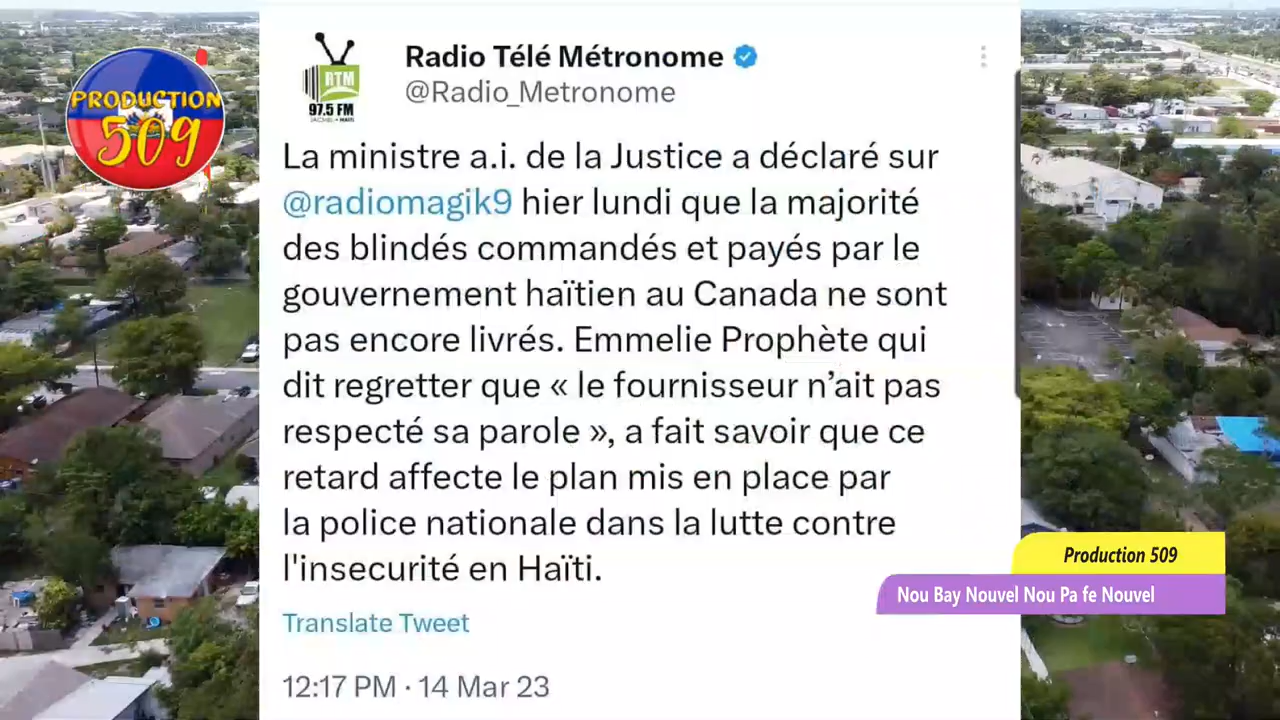 PRODUCTION
509
RTM
97.5 FM
JACMEL • HAITI
Radio Télé Métronome
@Radio_Metronome
La ministre a.i. de la Justice a déclaré sur
@radiomagik9 hier lundi que la majorité
des blindés commandés et payés par le
gouvernement haïtien au Canada ne sont
pas encore livrés. Emmelie Prophète qui
dit regretter que « le fournisseur n’ait pas
respecté sa parole », a fait savoir que ce
retard affecte le plan mis en place par
la police nationale dans la lutte contre
l'insecurité en Haïti.
Translate Tweet
12:17 PM · 14 Mar 23
Production 509
Nou Bay Nouvel Nou Pa fe Nouvel